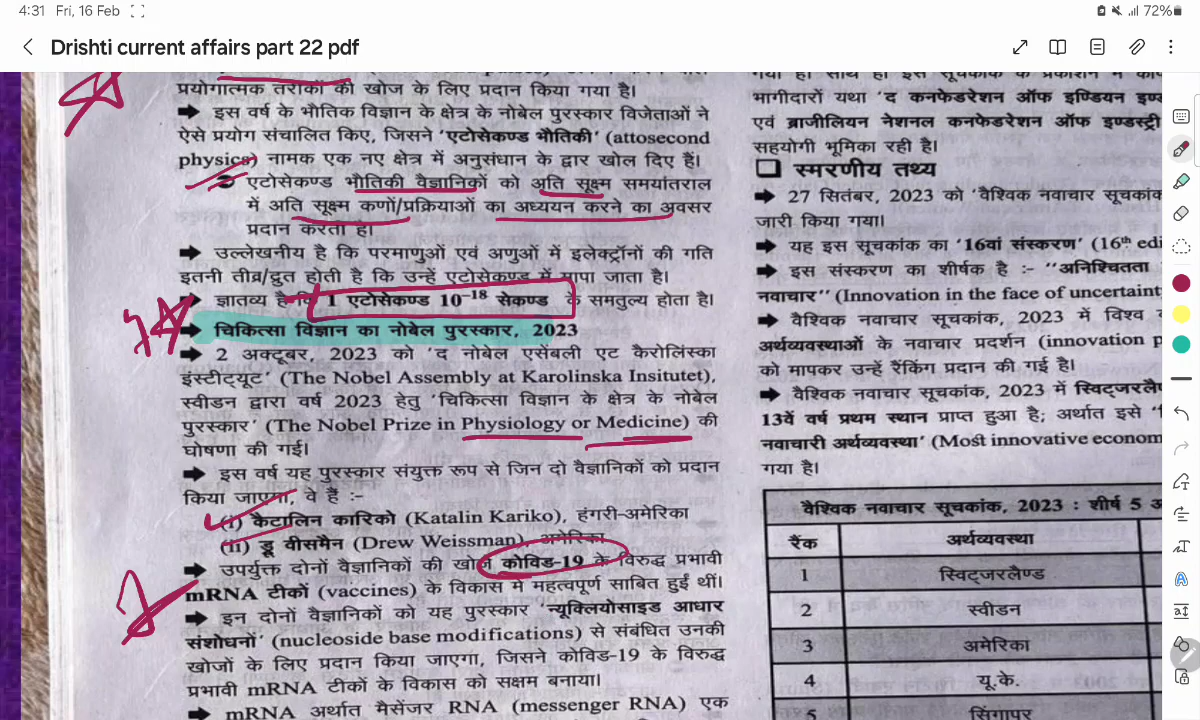 4:31 Fri, 16 Feb
72%
Drishti current affairs part 22 pdf
प्रयोगात्मक तरीकों की खोज के लिए प्रदान किया गया है।
➡ इस वर्ष के भौतिक विज्ञान के क्षेत्र के नोबेल पुरस्कार विजेताओं ने
ऐसे प्रयोग संचालित किए, जिसने 'एटोसेकण्ड भौतिकी' (attosecond
physics) नामक एक नए क्षेत्र में अनुसंधान के द्वार खोल दिए हैं।
एटोसेकण्ड भौतिकी वैज्ञानिकों को अति सूक्ष्म समयांतराल
में अति सूक्ष्म कणों/प्रक्रियाओं का अध्ययन करने का अवसर
प्रदान करता है।
➡ उल्लेखनीय है कि परमाणुओं एवं अणुओं में इलेक्ट्रॉनों की गति
इतनी तीव्र/द्रुत होती है कि उन्हें एटोसेकण्ड में मापा जाता है।
➡ ज्ञातव्य है कि 1 एटोसेकण्ड 10⁻¹⁸ सेकण्ड के समतुल्य होता है।
➡ चिकित्सा विज्ञान का नोबेल पुरस्कार, 2023
➡ 2 अक्टूबर, 2023 को 'द नोबेल एसेंबली एट कैरोलिंस्का
इंस्टीट्यूट' (The Nobel Assembly at Karolinska Insitutet),
स्वीडन द्वारा वर्ष 2023 हेतु 'चिकित्सा विज्ञान के क्षेत्र के नोबेल
पुरस्कार' (The Nobel Prize in Physiology or Medicine) की
घोषणा की गई।
➡ इस वर्ष यह पुरस्कार संयुक्त रूप से जिन दो वैज्ञानिकों को प्रदान
किया जाएगा, वे हैं :–
(i) कैटालिन कारिको (Katalin Kariko), हंगरी-अमेरिका
(ii) ड्रू वीसमैन (Drew Weissman), अमेरिका
➡ उपर्युक्त दोनों वैज्ञानिकों की खोज कोविड-19 के विरुद्ध प्रभावी
mRNA टीकों (vaccines) के विकास में महत्वपूर्ण साबित हुई थीं।
➡ इन दोनों वैज्ञानिकों को यह पुरस्कार 'न्यूक्लियोसाइड आधार
संशोधनों' (nucleoside base modifications) से संबंधित उनकी
खोजों के लिए प्रदान किया जाएगा, जिसने कोविड-19 के विरुद्ध
प्रभावी mRNA टीकों के विकास को सक्षम बनाया।
➡ mRNA अर्थात मैसेंजर RNA (messenger RNA) एक
गया है। साथ ही इस सूचकांक के प्रकाशन में
भागीदारों यथा 'द कनफेडरेशन ऑफ इण्डियन
एवं ब्राजीलियन नेशनल कनफेडरेशन ऑफ इण्डस्ट्री
सहयोगी भूमिका रही है।
❑ स्मरणीय तथ्य
➡ 27 सितंबर, 2023 को 'वैश्विक नवाचार सूचकांक
जारी किया गया।
➡ यह इस सूचकांक का '16वां संस्करण' (16th edi
➡ इस संस्करण का शीर्षक है :– "अनिश्चितता
नवाचार" (Innovation in the face of uncertaint
➡ वैश्विक नवाचार सूचकांक, 2023 में विश्व
अर्थव्यवस्थाओं के नवाचार प्रदर्शन (innovation p
को मापकर उन्हें रैंकिंग प्रदान की गई है।
➡ वैश्विक नवाचार सूचकांक, 2023 में स्विट्जरलै
13वें वर्ष प्रथम स्थान प्राप्त हुआ है; अर्थात इसे
नवाचारी अर्थव्यवस्था' (Most innovative econom
गया है।
वैश्विक नवाचार सूचकांक, 2023 : शीर्ष 5 अ
रैंक अर्थव्यवस्था
1 स्विट्जरलैण्ड
2 स्वीडन
3 अमेरिका
4 यू.के.
5 सिंगापुर